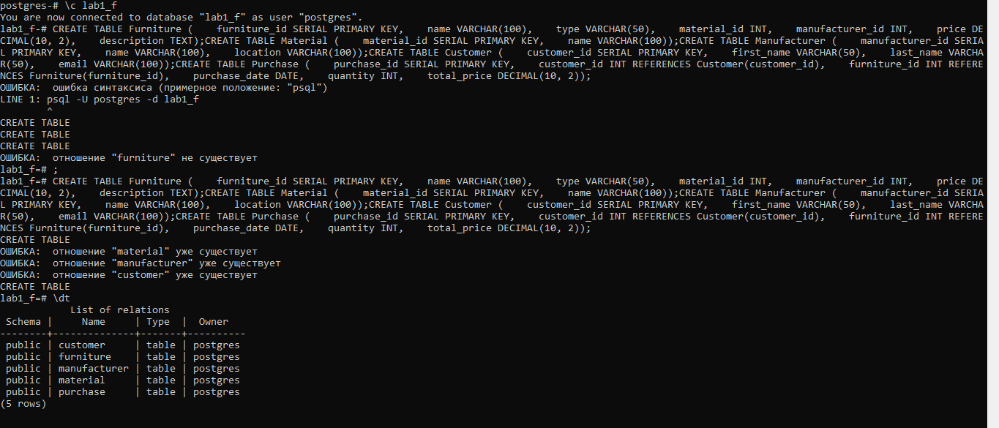 postgres-# \c lab1_f
You are now connected to database "lab1_f" as user "postgres".
lab1_f-# CREATE TABLE Furniture (    furniture_id SERIAL PRIMARY KEY,    name VARCHAR(100),    type VARCHAR(50),    material_id INT,    manufacturer_id INT,    price DE
CIMAL(10, 2),    description TEXT);CREATE TABLE Material (    material_id SERIAL PRIMARY KEY,    name VARCHAR(100));CREATE TABLE Manufacturer (    manufacturer_id SERIA
L PRIMARY KEY,    name VARCHAR(100),    location VARCHAR(100));CREATE TABLE Customer (    customer_id SERIAL PRIMARY KEY,    first_name VARCHAR(50),    last_name VARCHA
R(50),    email VARCHAR(100));CREATE TABLE Purchase (    purchase_id SERIAL PRIMARY KEY,    customer_id INT REFERENCES Customer(customer_id),    furniture_id INT REFERE
NCES Furniture(furniture_id),    purchase_date DATE,    quantity INT,    total_price DECIMAL(10, 2));
ОШИБКА:  ошибка синтаксиса (примерное положение: "psql")
LINE 1: psql -U postgres -d lab1_f
        ^
CREATE TABLE
CREATE TABLE
CREATE TABLE
ОШИБКА:  отношение "furniture" не существует
lab1_f=# ;
lab1_f=# CREATE TABLE Furniture (    furniture_id SERIAL PRIMARY KEY,    name VARCHAR(100),    type VARCHAR(50),    material_id INT,    manufacturer_id INT,    price DE
CIMAL(10, 2),    description TEXT);CREATE TABLE Material (    material_id SERIAL PRIMARY KEY,    name VARCHAR(100));CREATE TABLE Manufacturer (    manufacturer_id SERIA
L PRIMARY KEY,    name VARCHAR(100),    location VARCHAR(100));CREATE TABLE Customer (    customer_id SERIAL PRIMARY KEY,    first_name VARCHAR(50),    last_name VARCHA
R(50),    email VARCHAR(100));CREATE TABLE Purchase (    purchase_id SERIAL PRIMARY KEY,    customer_id INT REFERENCES Customer(customer_id),    furniture_id INT REFERE
NCES Furniture(furniture_id),    purchase_date DATE,    quantity INT,    total_price DECIMAL(10, 2));
CREATE TABLE
ОШИБКА:  отношение "material" уже существует
ОШИБКА:  отношение "manufacturer" уже существует
ОШИБКА:  отношение "customer" уже существует
CREATE TABLE
lab1_f=# \dt
            List of relations
 Schema |     Name     | Type  |  Owner
--------+--------------+-------+----------
 public | customer     | table | postgres
 public | furniture    | table | postgres
 public | manufacturer | table | postgres
 public | material     | table | postgres
 public | purchase     | table | postgres
(5 rows)